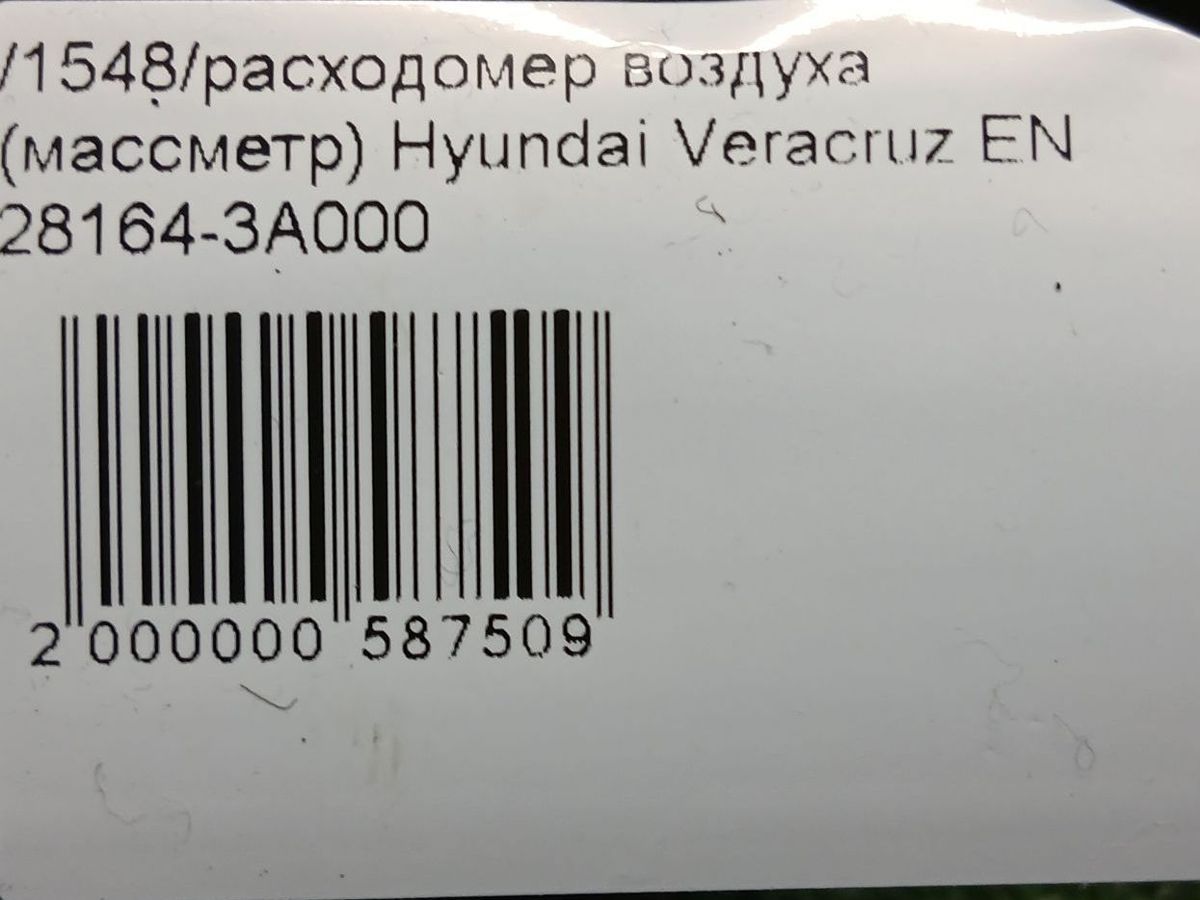 /1548/расходомер воздуха
(массметр) Hyundai Veracruz EN
28164-3A000
2 000000 587509